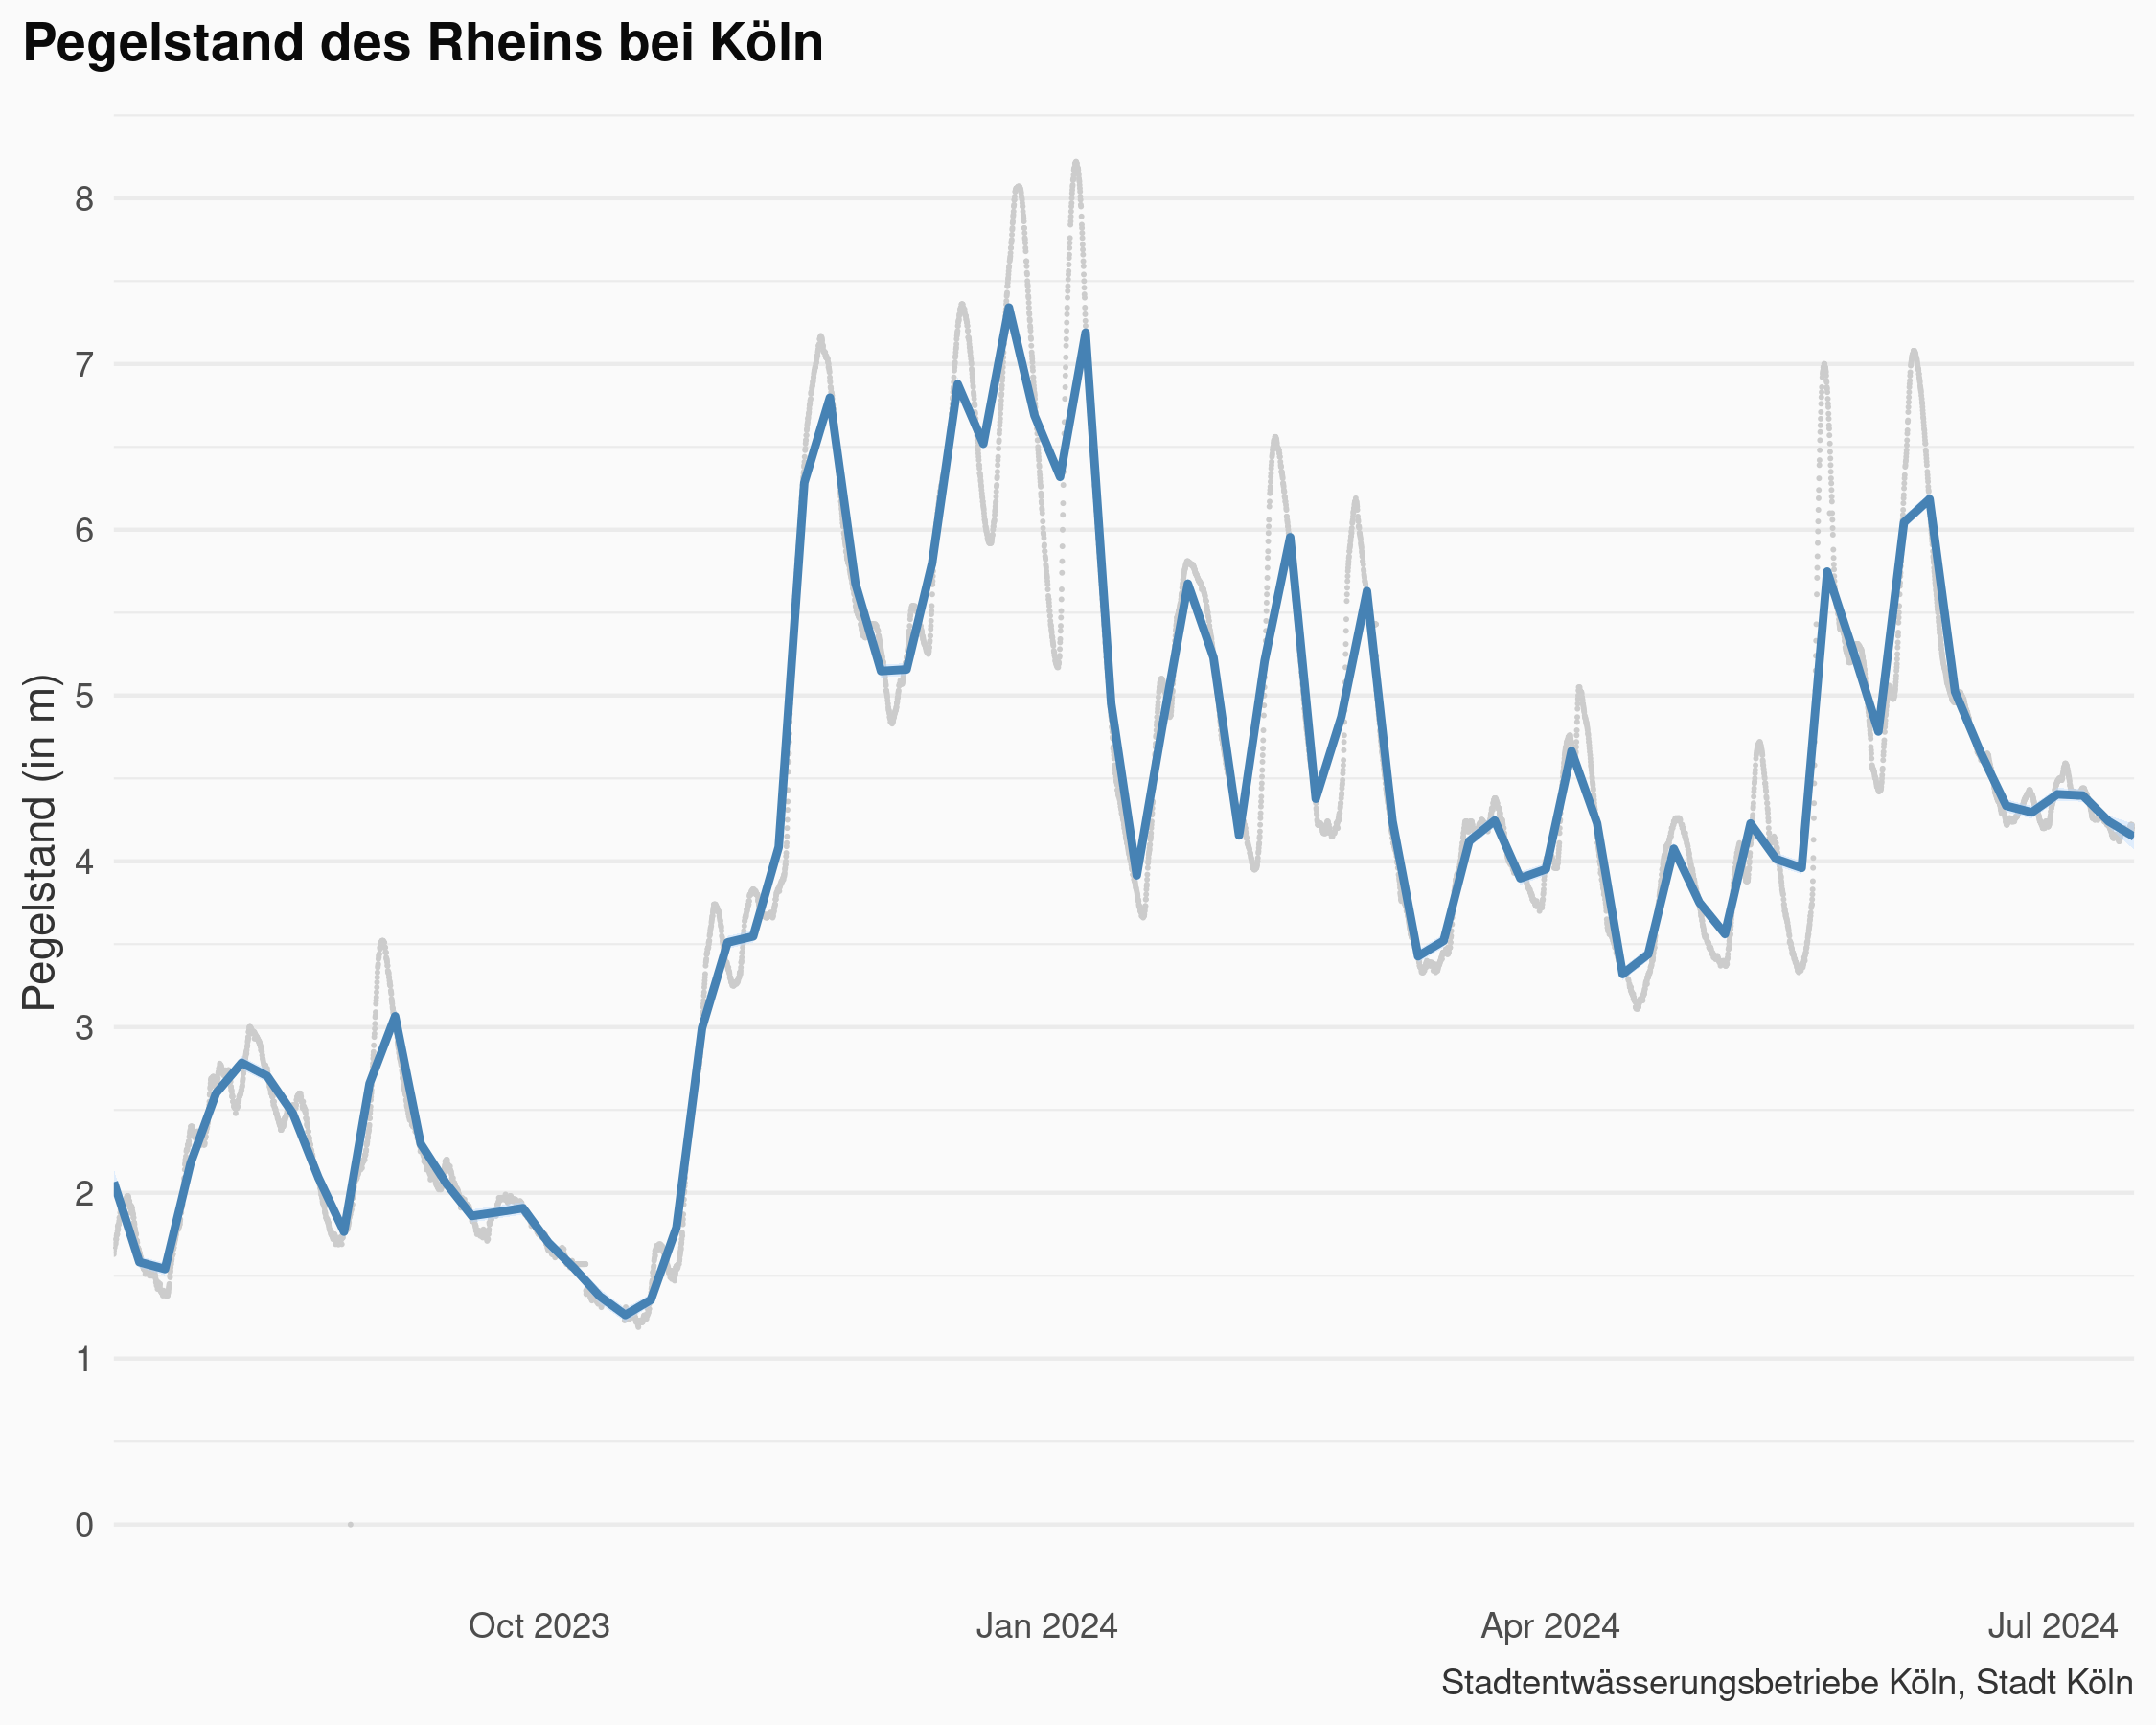 Pegelstand des Rheins bei Köln
Pegelstand (in m)
8
7
6
5
4
3
2
1
0
Oct 2023
Jan 2024
Apr 2024
Jul 2024
Stadtentwässerungsbetriebe Köln, Stadt Köln